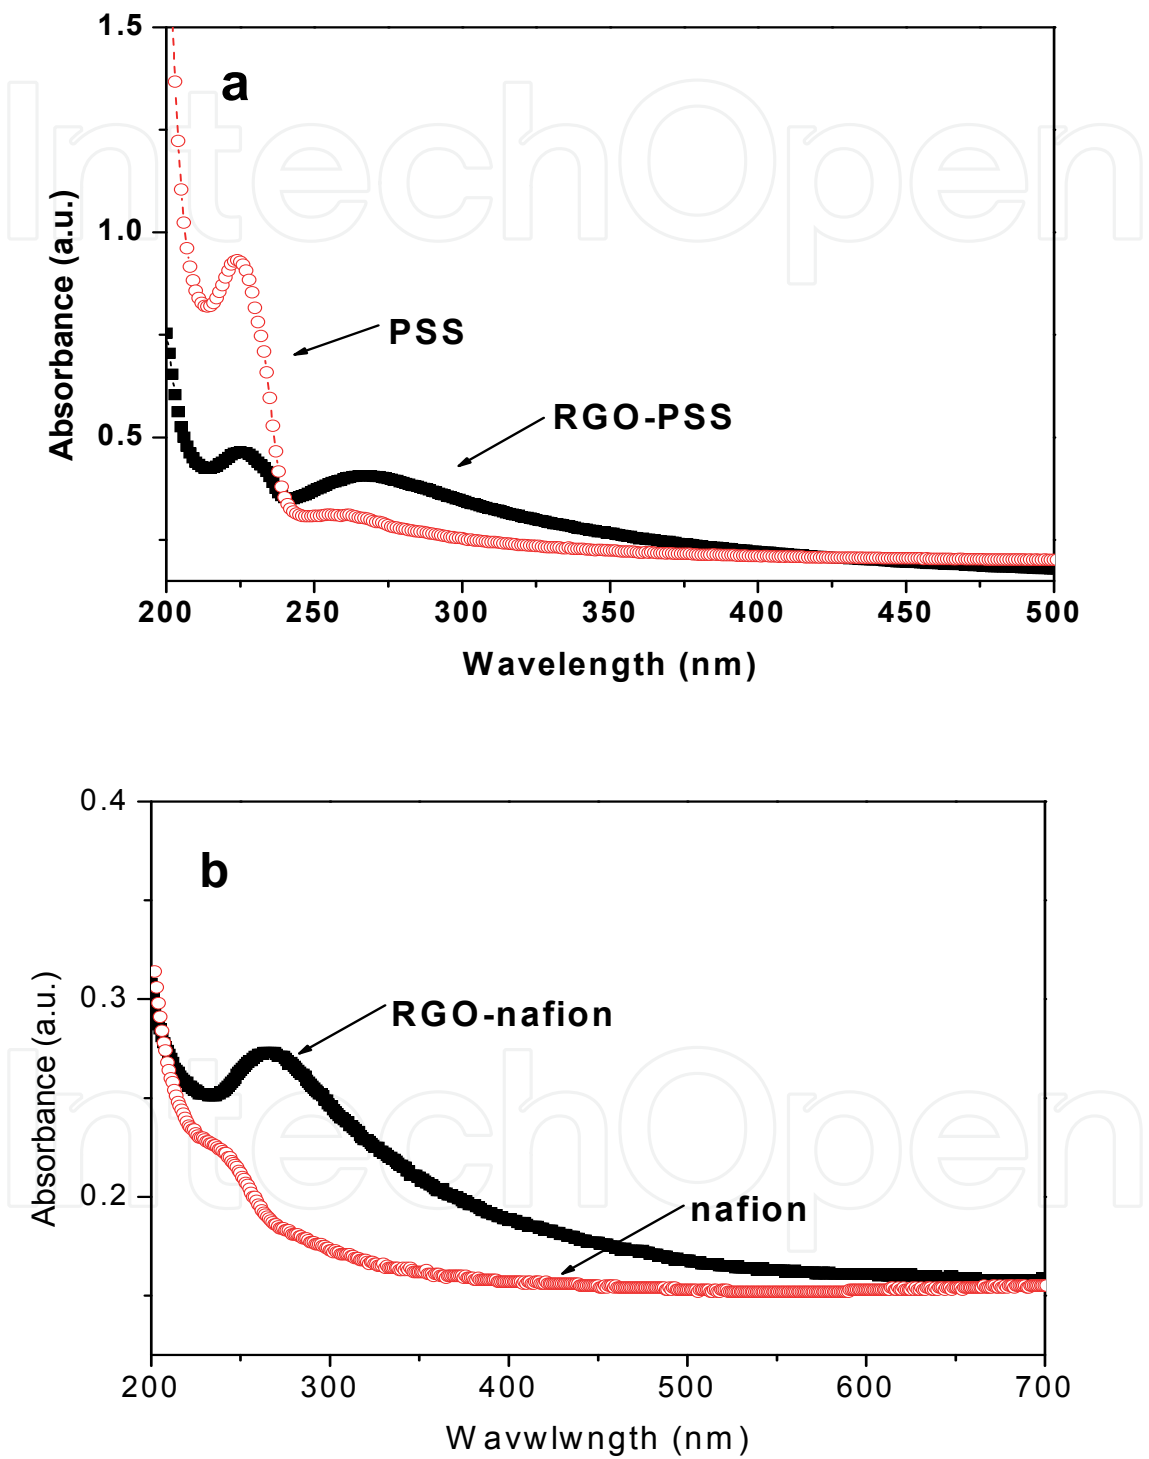 1.5
a
IntechOpen
1.0
Absorbance (a.u.)
PSS
RGO-PSS
0.5
200 250 300 350 400 450 500
Wavelength (nm)
0.4
b
Absorbance (a.u.)
0.3
RGO-nafion
IntechOpen
0.2
nafion
200 300 400 500 600 700
Wavwlwngth (nm)